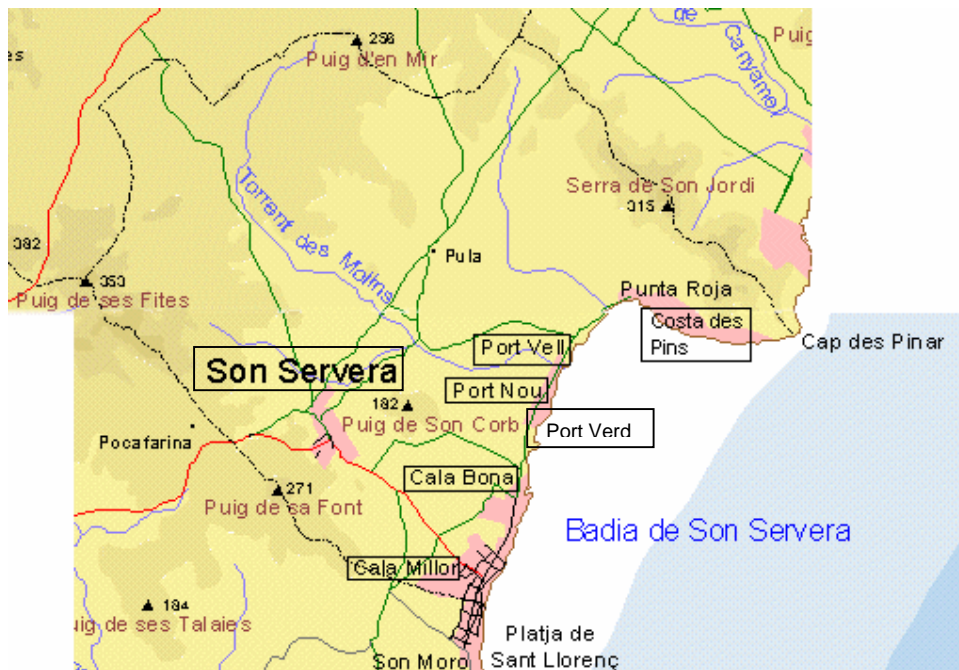 256
Puig d'en Mir
Puig
de
Canyamel
es
Torrent des Molins
Serra de Son Jordi
315
382
Pula
353
Puig de ses Fites
Punta Roja
Costa des
Pins
Cap des Pinar
Port Vell
Son Servera
Port Nou
182
Puig de Son Corb
Port Verd
Pocafarina
Cala Bona
271
Puig de sa Font
Badia de Son Servera
Cala Millor
184
uig de ses Talaies
Platja de
Sant Llorenç
Son Moro